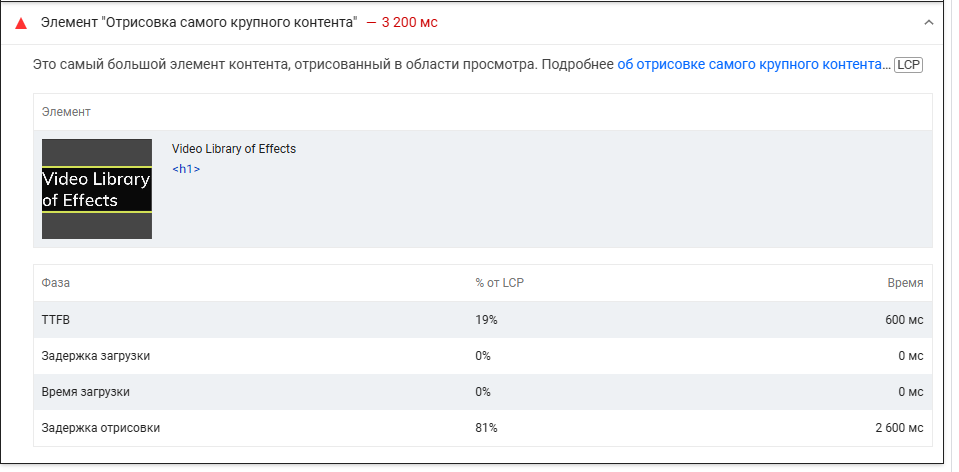 Элемент "Отрисовка самого крупного контента" — 3 200 мс
Это самый большой элемент контента, отрисованный в области просмотра. Подробнее об отрисовке самого крупного контента… LCP
Элемент
Video Library of Effects
Video Library of Effects
<h1>
Фаза % от LCP Время
TTFB 19% 600 мс
Задержка загрузки 0% 0 мс
Время загрузки 0% 0 мс
Задержка отрисовки 81% 2 600 мс